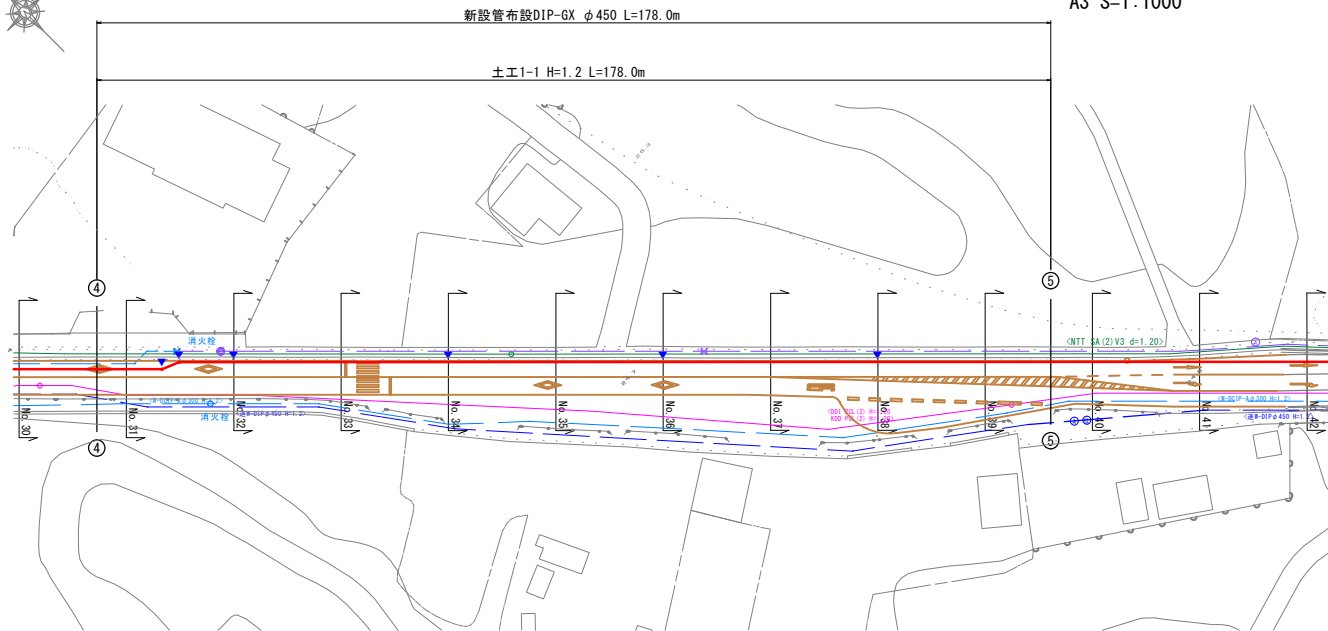 A3 S=1:1000
新設管布設DIP-GX φ450 L=178.0m
土工1-1 H=1.2 L=178.0m
④
⑤
消火栓
<NTT SA(2)V3 d=1.20>
消火栓
No.30
No.31
No.32
No.33
No.34
No.35
No.36
No.37
No.38
No.39
No.40
No.41
No.42
④
⑤